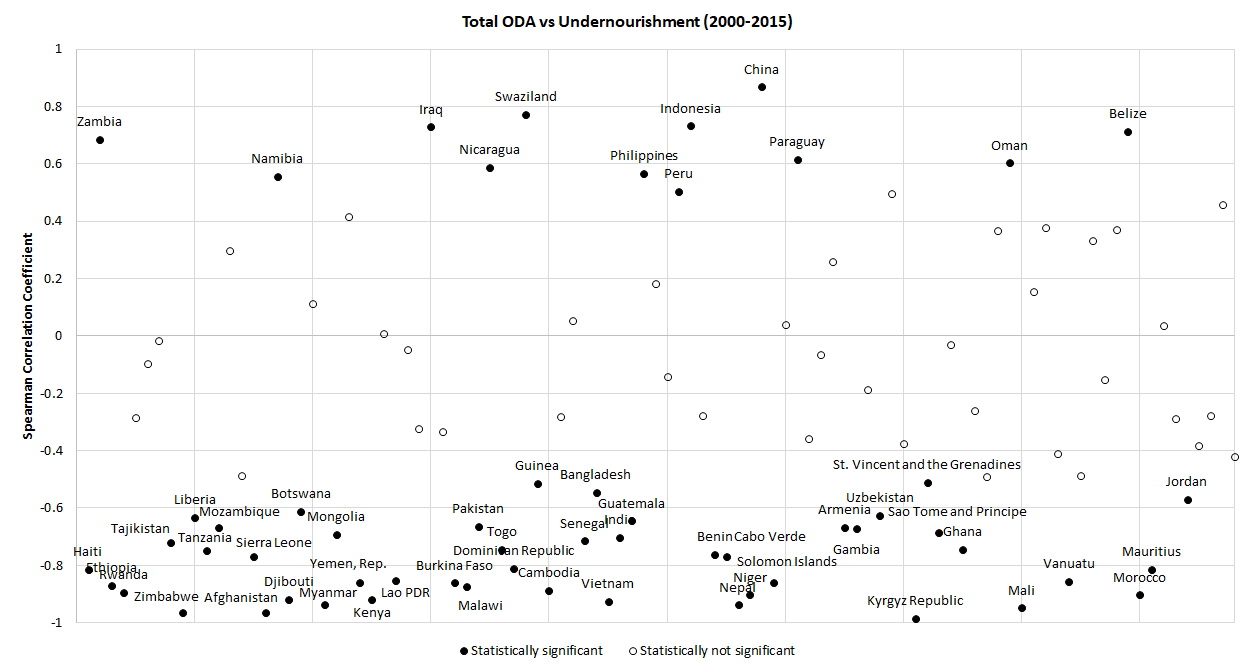 Total ODA vs Undernourishment (2000-2015)
Spearman Correlation Coefficient
1
0.8
0.6
0.4
0.2
0
-0.2
-0.4
-0.6
-0.8
-1
China
Swaziland
Iraq
Indonesia
Belize
Zambia
Nicaragua
Paraguay
Oman
Namibia
Philippines
Peru
Guinea
St. Vincent and the Grenadines
Bangladesh
Jordan
Botswana
Liberia
Uzbekistan
Guatemala
Mozambique
Pakistan
Armenia
Sao Tome and Principe
Mongolia
India
Senegal
Tajikistan
Togo
Ghana
Tanzania
Benin
Cabo Verde
Sierra Leone
Gambia
Haiti
Dominican Republic
Mauritius
Solomon Islands
Yemen, Rep.
Vanuatu
Ethiopia
Burkina Faso
Rwanda
Cambodia
Niger
Morocco
Djibouti
Vietnam
Nepal
Lao PDR
Myanmar
Mali
Zimbabwe
Afghanistan
Kyrgyz Republic
Malawi
Kenya
Statistically significant
Statistically not significant